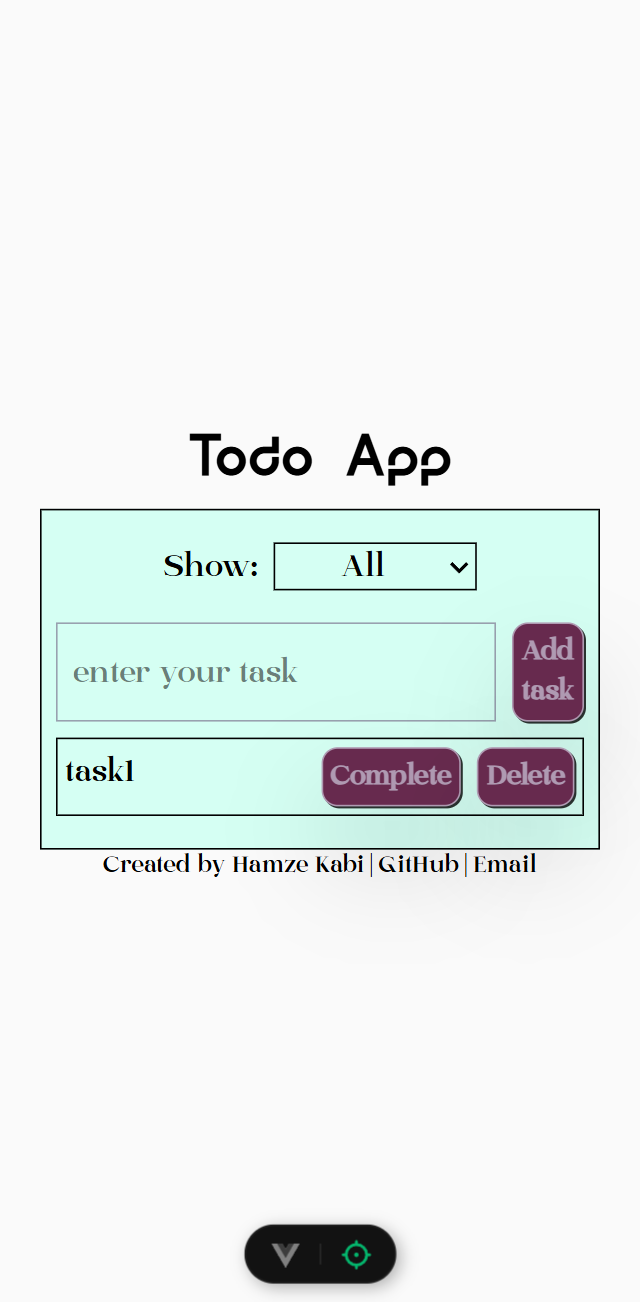 Todo App
Show: All
enter your task
Add
task
task1 Complete Delete
Created by Hamze Kabi | GitHub | Email